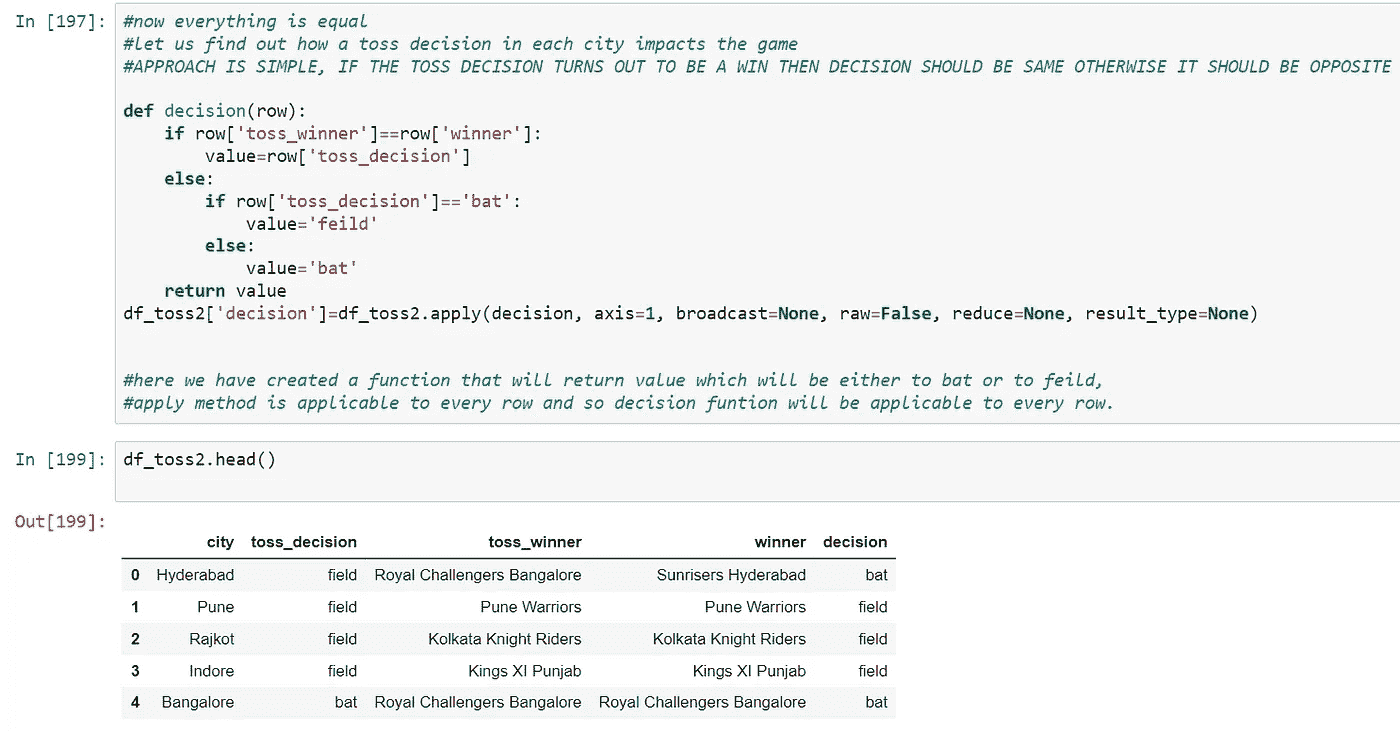 In [197]: #now everything is equal
#let us find out how a toss decision in each city impacts the game
#APPROACH IS SIMPLE, IF THE TOSS DECISION TURNS OUT TO BE A WIN THEN DECISION SHOULD BE SAME OTHERWISE IT SHOULD BE OPPOSITE
def decision(row):
    if row['toss_winner']==row['winner']:
        value=row['toss_decision']
    else:
        if row['toss_decision']=='bat':
            value='feild'
        else:
            value='bat'
    return value
df_toss2['decision']=df_toss2.apply(decision, axis=1, broadcast=None, raw=False, reduce=None, result_type=None)
#here we have created a function that will return value which will be either to bat or to feild,
#apply method is applicable to every row and so decision funtion will be applicable to every row.
In [199]: df_toss2.head()
Out[199]:
city toss_decision toss_winner winner decision
0 Hyderabad field Royal Challengers Bangalore Sunrisers Hyderabad bat
1 Pune field Pune Warriors Pune Warriors field
2 Rajkot field Kolkata Knight Riders Kolkata Knight Riders field
3 Indore field Kings XI Punjab Kings XI Punjab field
4 Bangalore bat Royal Challengers Bangalore Royal Challengers Bangalore bat